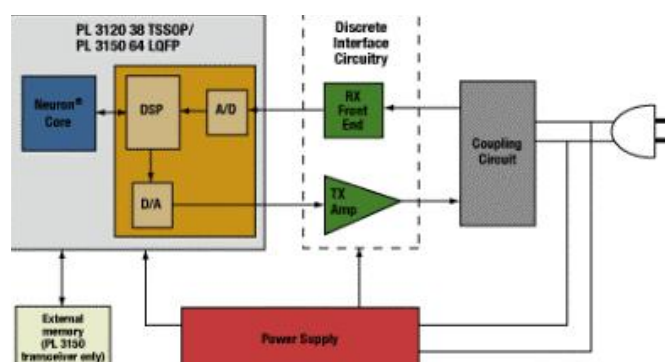 PL 3120 38 TSSOP/
PL 3150 64 LQFP
Discrete
Interface
Circuitry
Neuron®
Core
DSP
A/D
RX
Front
End
Coupling
Circuit
D/A
TX
Amp
External
memory
(PL 3150
transceiver only)
Power Supply